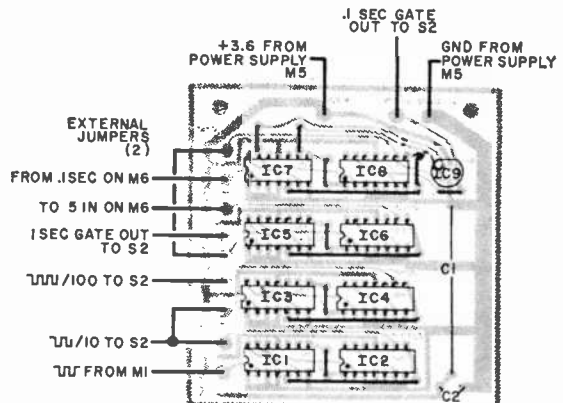 .1 SEC GATE
OUT TO S2
+3.6 FROM
POWER SUPPLY
M5
GND FROM
POWER SUPPLY
M5
EXTERNAL
JUMPERS
(2)
FROM .1SEC ON M6
TO 5 IN ON M6
1 SEC GATE OUT
TO S2
/100 TO S2
/10 TO S2
FROM M1
IC7
IC8
IC9
IC5
IC6
C1
IC3
IC4
IC1
IC2
C2